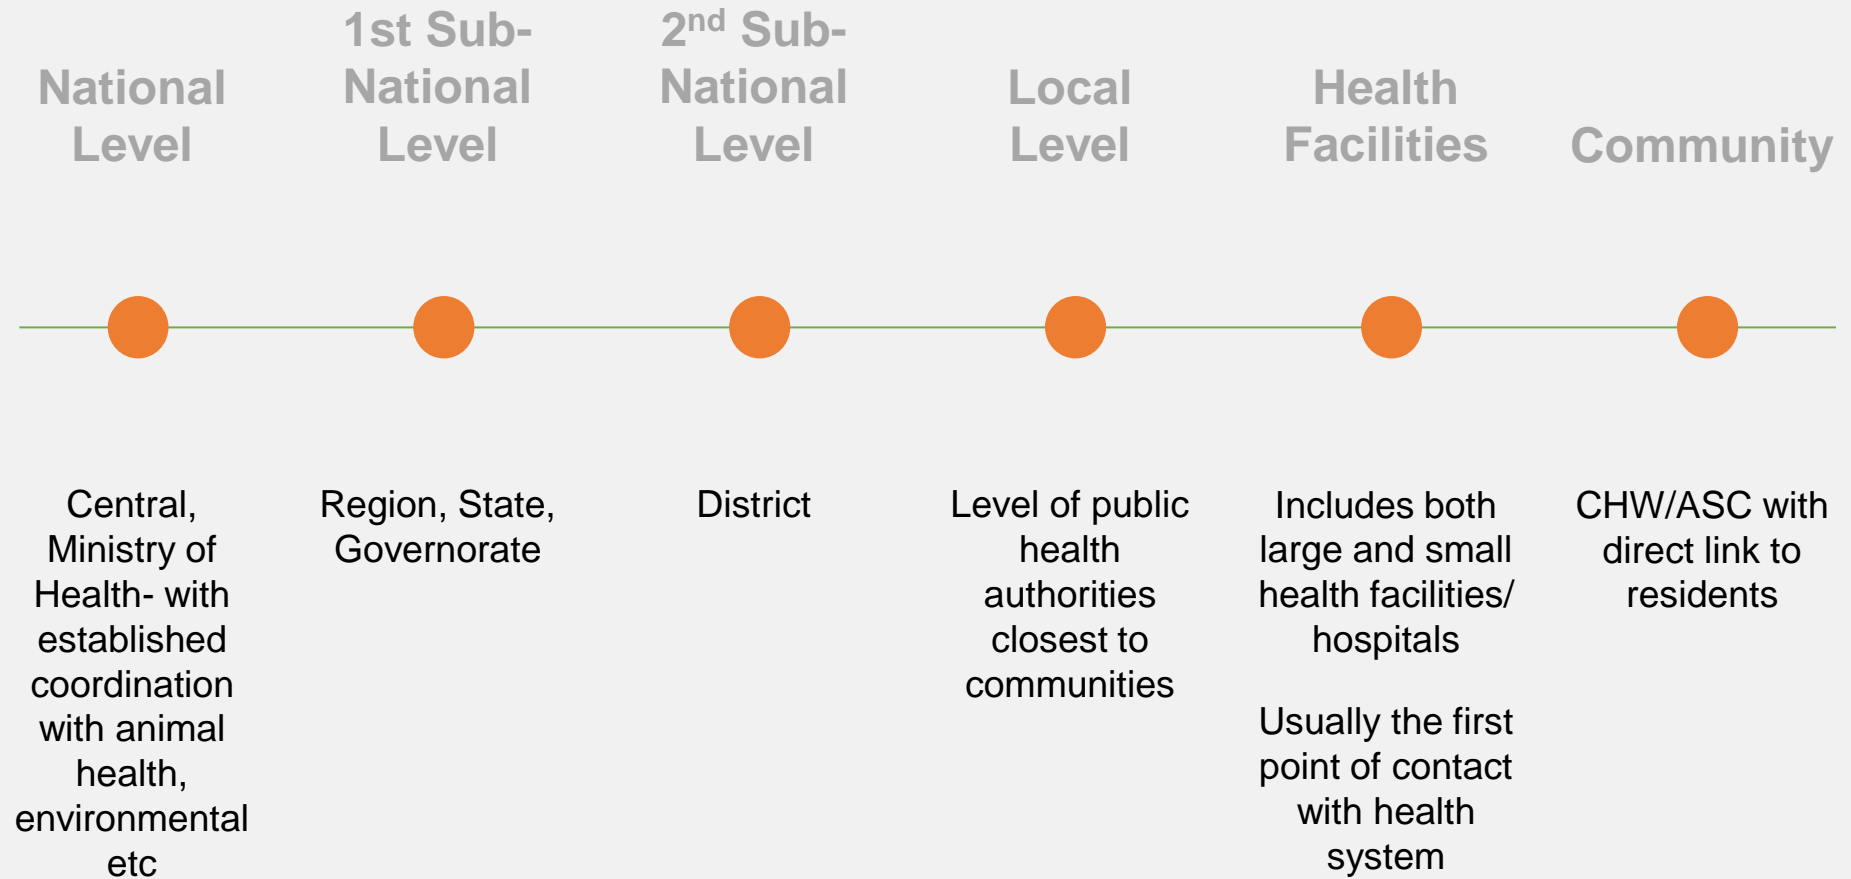 National
Level
1st Sub-
National
Level
2nd Sub-
National
Level
Local
Level
Health
Facilities
Community
Central,
Ministry of
Health- with
established
coordination
with animal
health,
environmental
etc
Region, State,
Governorate
District
Level of public
health
authorities
closest to
communities
Includes both
large and small
health facilities/
hospitals
Usually the first
point of contact
with health
system
CHW/ASC with
direct link to
residents